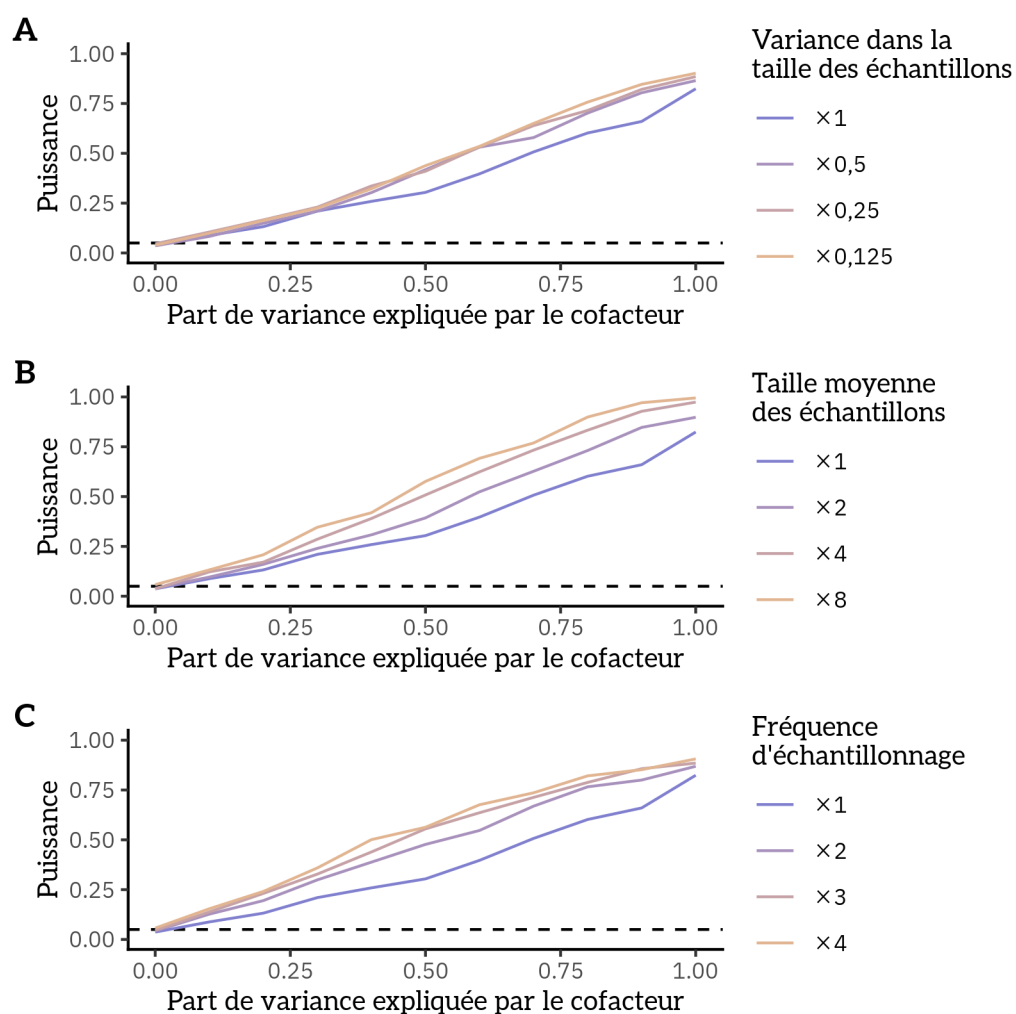 A
Variance dans la
taille des échantillons
×1
×0,5
×0,25
×0,125
Puissance
1.00
0.75
0.50
0.25
0.00
0.00 0.25 0.50 0.75 1.00
Part de variance expliquée par le cofacteur
B
Taille moyenne
des échantillons
×1
×2
×4
×8
Puissance
1.00
0.75
0.50
0.25
0.00
0.00 0.25 0.50 0.75 1.00
Part de variance expliquée par le cofacteur
C
Fréquence
d'échantillonnage
×1
×2
×3
×4
Puissance
1.00
0.75
0.50
0.25
0.00
0.00 0.25 0.50 0.75 1.00
Part de variance expliquée par le cofacteur